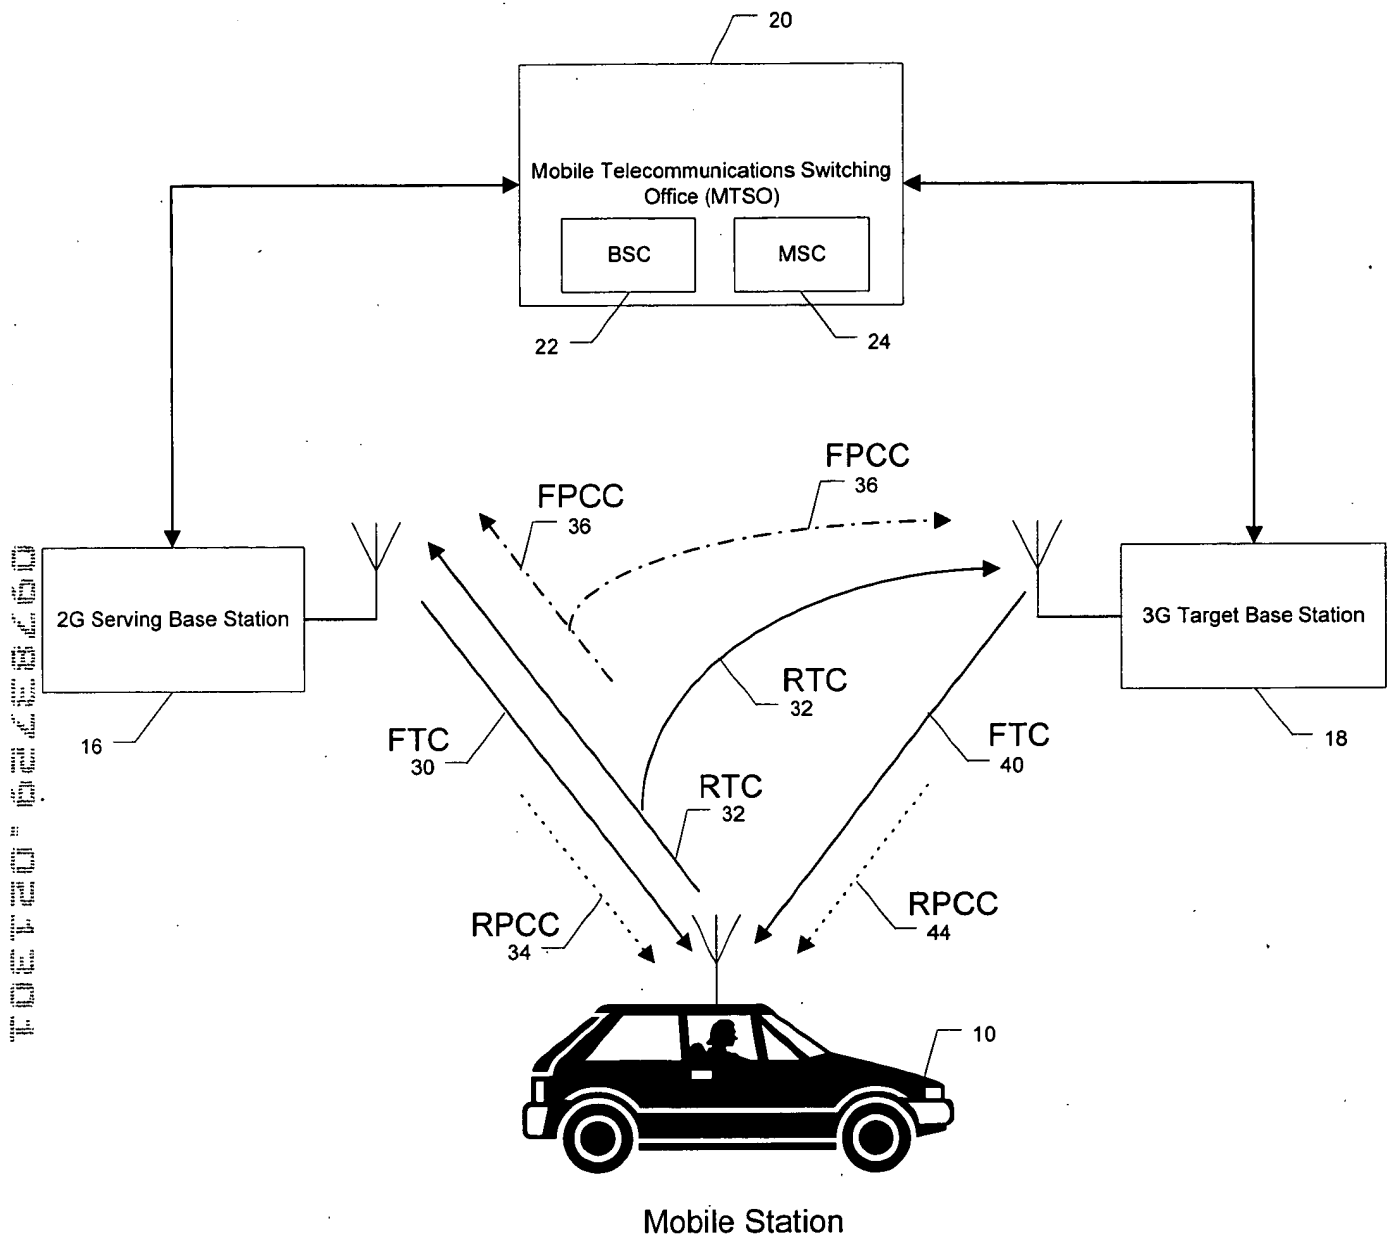 20
Mobile Telecommunications Switching
Office (MTSO)
BSC
MSC
22
24
FPCC
36
FPCC
36
2G Serving Base Station
3G Target Base Station
16
18
RTC
32
FTC
30
FTC
40
RTC
32
RPCC
34
RPCC
44
10
Mobile Station